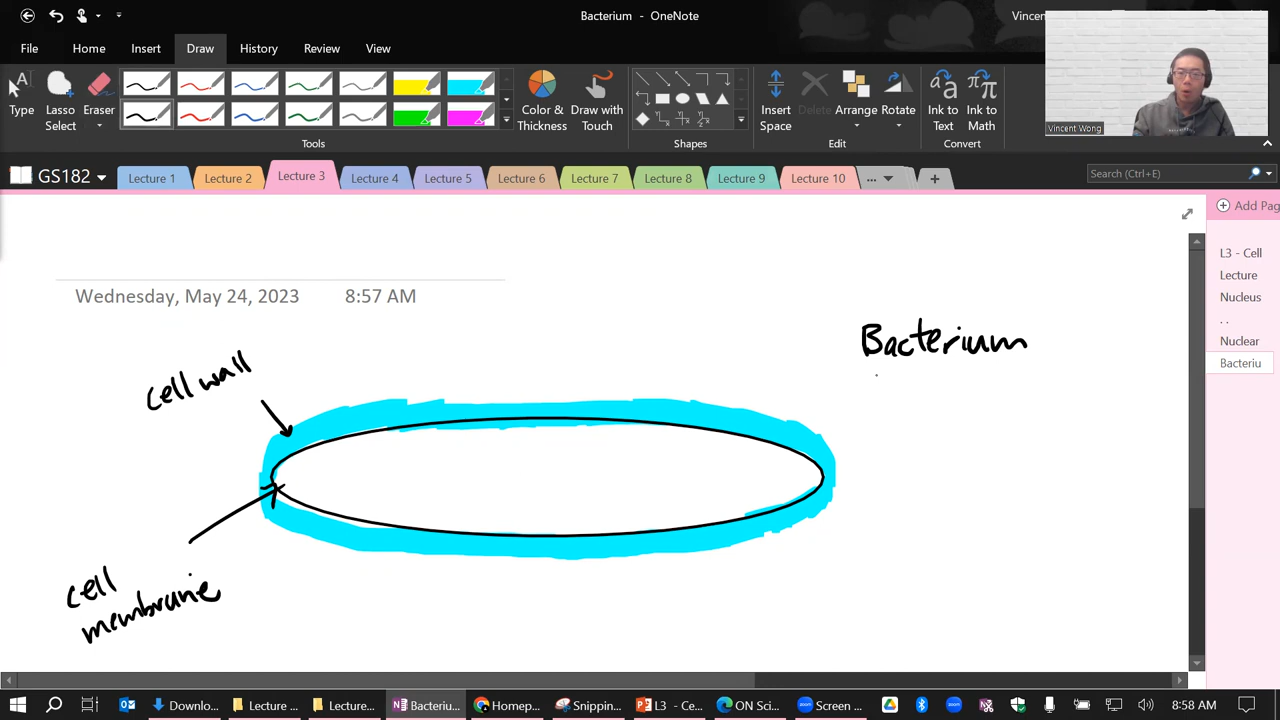 Bacterium - OneNote
Vincent
File Home Insert Draw History Review View
Type
Lasso Select
Eraser
Color & Thickness
Draw with Touch
Insert Space
Delete
Arrange
Rotate
Ink to Text
Ink to Math
Tools
Shapes
Edit
Convert
Vincent Wong
GS182
Lecture 1 Lecture 2 Lecture 3 Lecture 4 Lecture 5 Lecture 6 Lecture 7 Lecture 8 Lecture 9 Lecture 10 ... +
Search (Ctrl+E)
Add Pag
L3 - Cell
Lecture
Nucleus
. .
Nuclear
Bacteriu
Wednesday, May 24, 2023 8:57 AM
Bacterium
cell wall
cell
membrane
Downlo... Lecture ... Lecture... Bacteriu... Homep... Snippin... L3 - Ce... ON Sci... Screen ... 8:58 AM